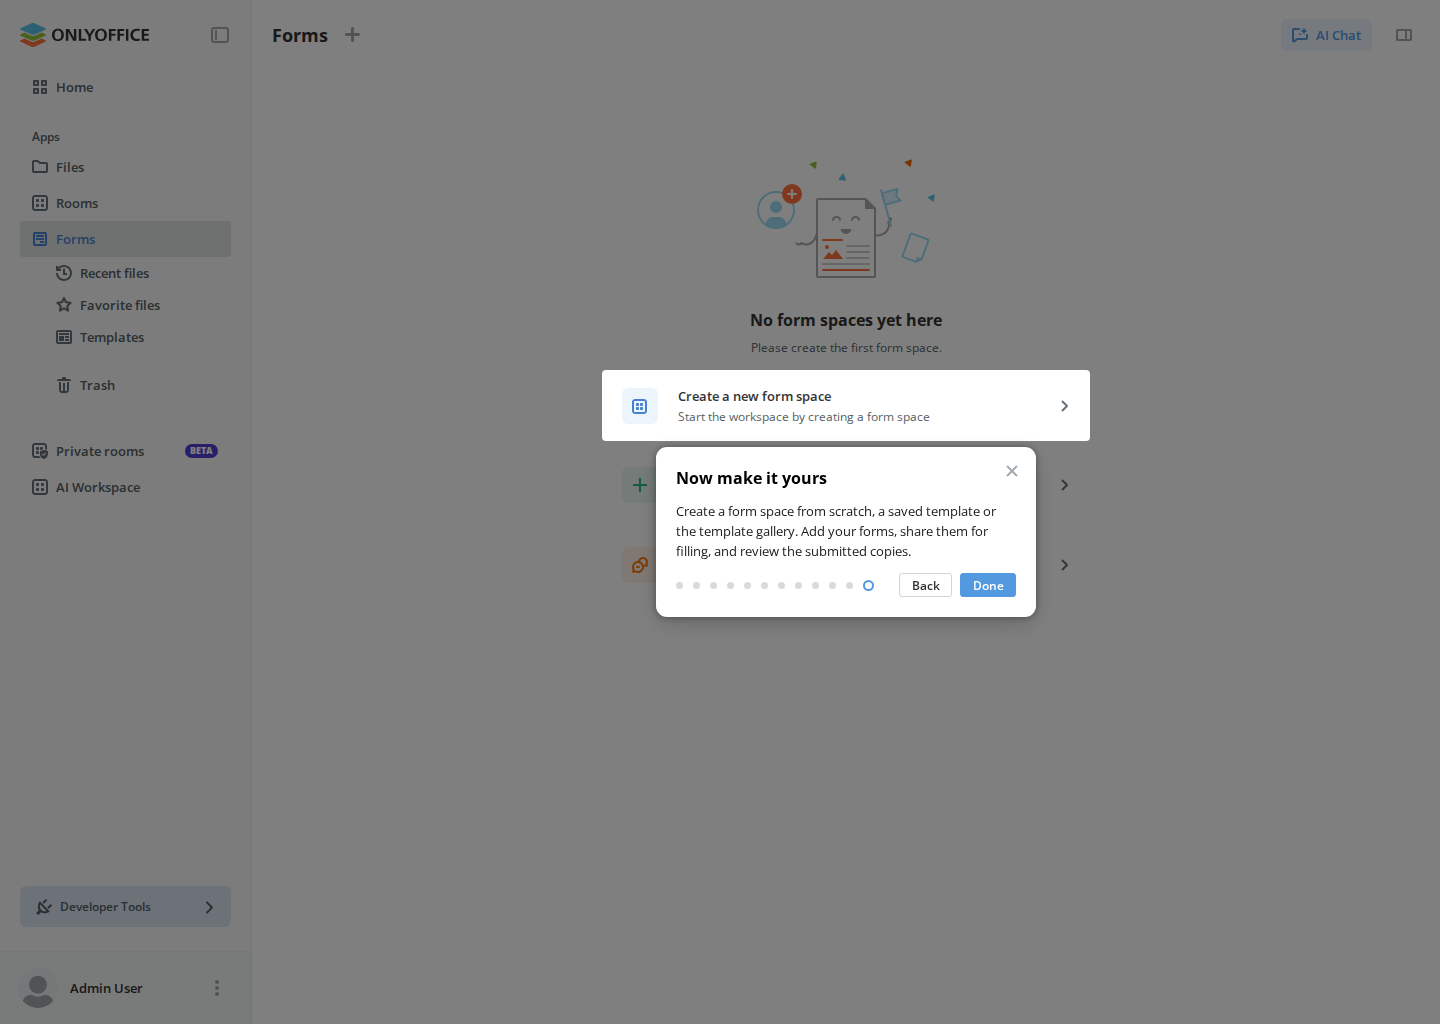 ONLYOFFICE
Forms
AI Chat
Home
Apps
Files
Rooms
Forms
Recent files
Favorite files
Templates
Trash
Private rooms
BETA
AI Workspace
No form spaces yet here
Please create the first form space.
Create a new form space
Start the workspace by creating a form space
Now make it yours
Create a form space from scratch, a saved template or
the template gallery. Add your forms, share them for
filling, and review the submitted copies.
Back
Done
Developer Tools
Admin User